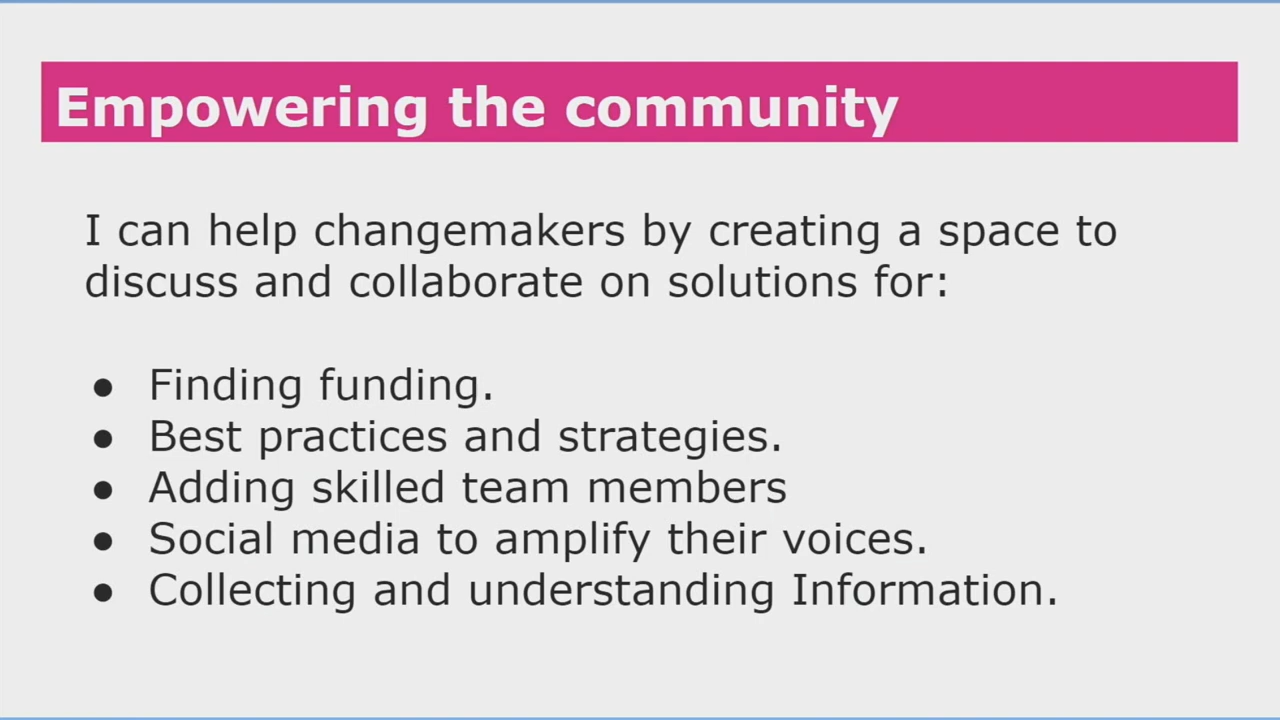 Empowering the community
I can help changemakers by creating a space to
discuss and collaborate on solutions for:
● Finding funding.
● Best practices and strategies.
● Adding skilled team members
● Social media to amplify their voices.
● Collecting and understanding Information.